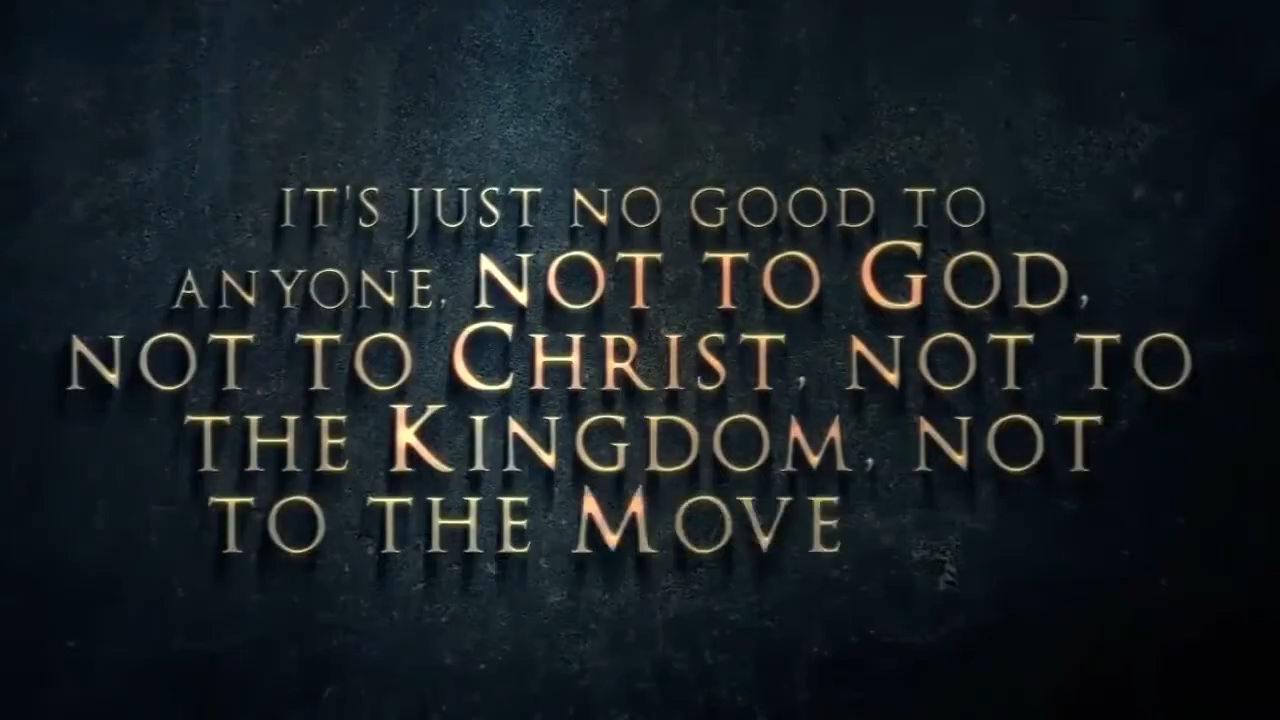 IT'S JUST NO GOOD TO
ANYONE, NOT TO GOD,
NOT TO CHRIST, NOT TO
THE KINGDOM, NOT
TO THE MOVE